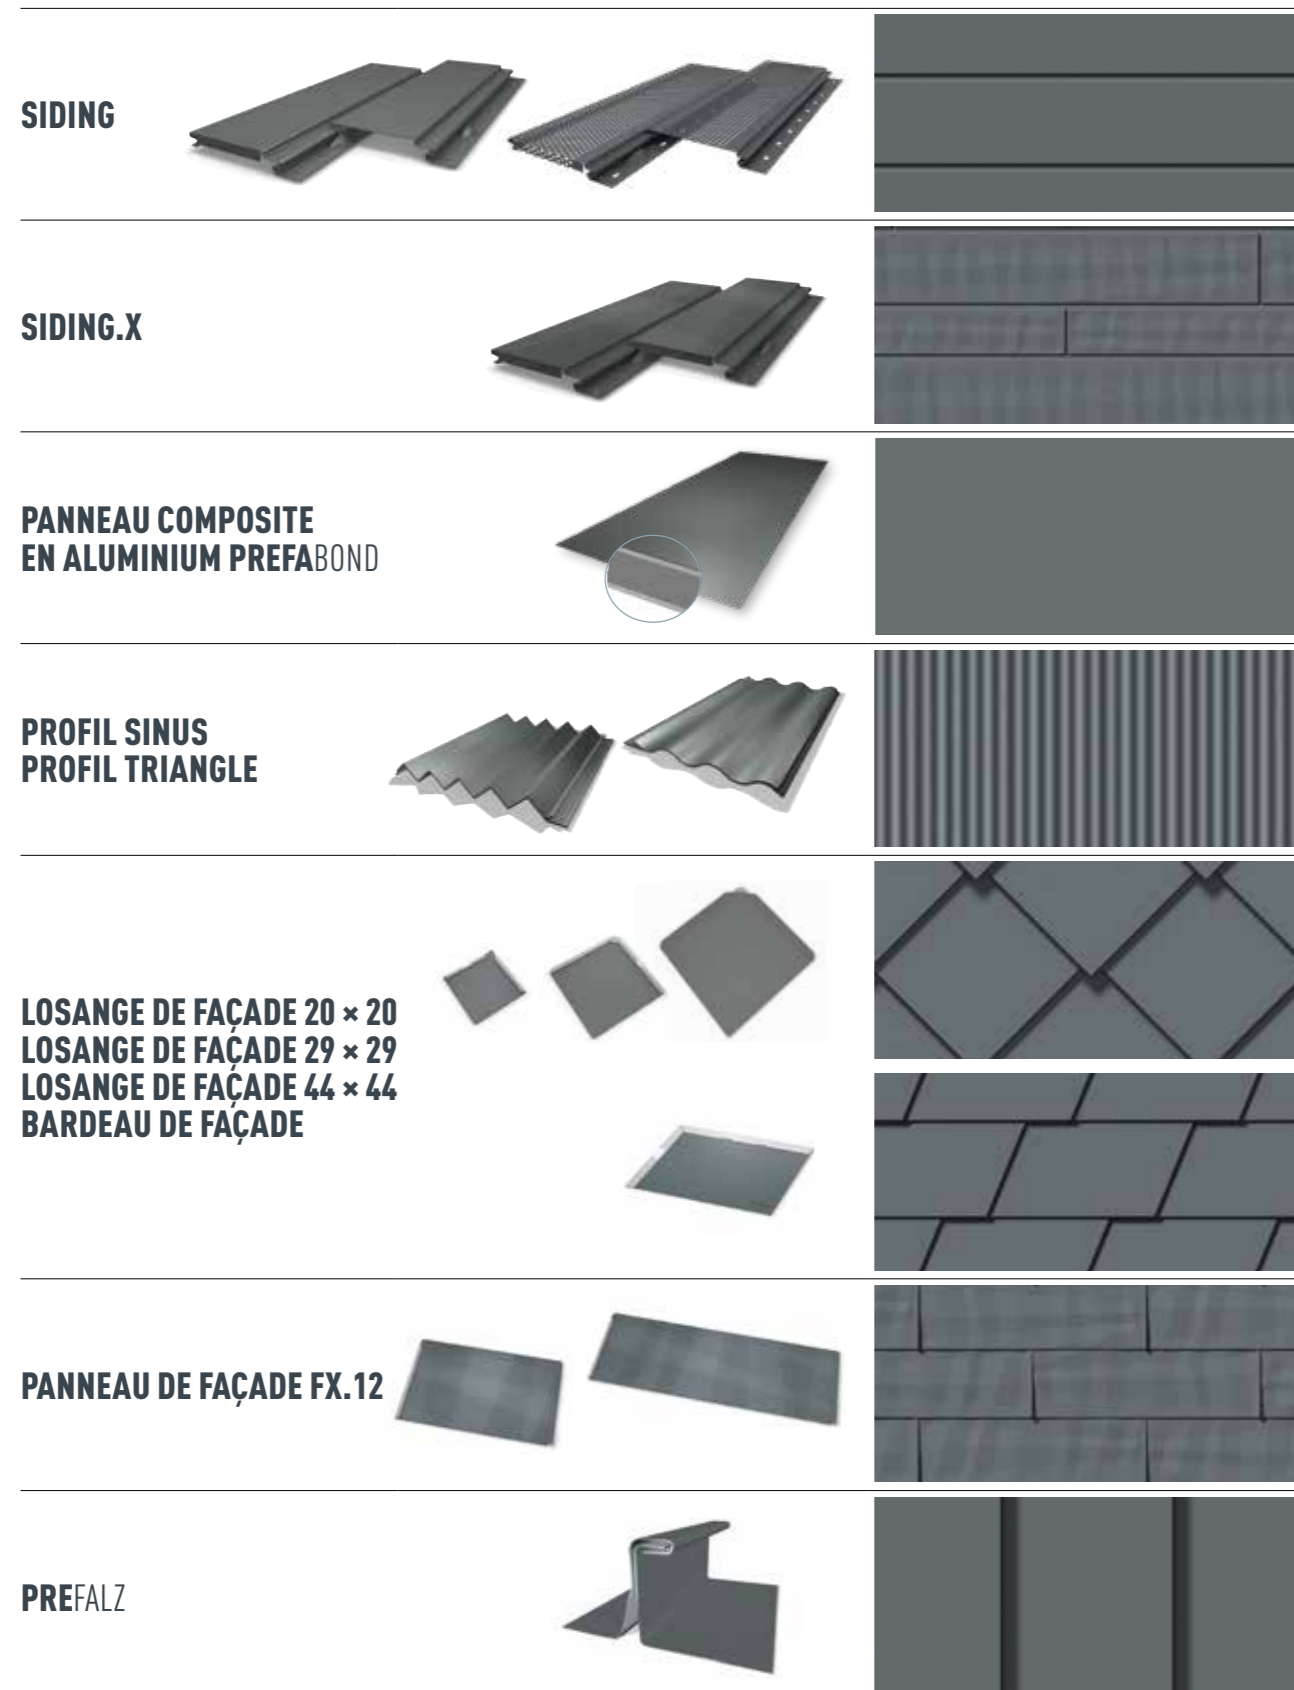 SIDING
SIDING.X
PANNEAU COMPOSITE
EN ALUMINIUM PREFABOND
PROFIL SINUS
PROFIL TRIANGLE
LOSANGE DE FAÇADE 20 × 20
LOSANGE DE FAÇADE 29 × 29
LOSANGE DE FAÇADE 44 × 44
BARDEAU DE FAÇADE
PANNEAU DE FAÇADE FX.12
PREFALZ